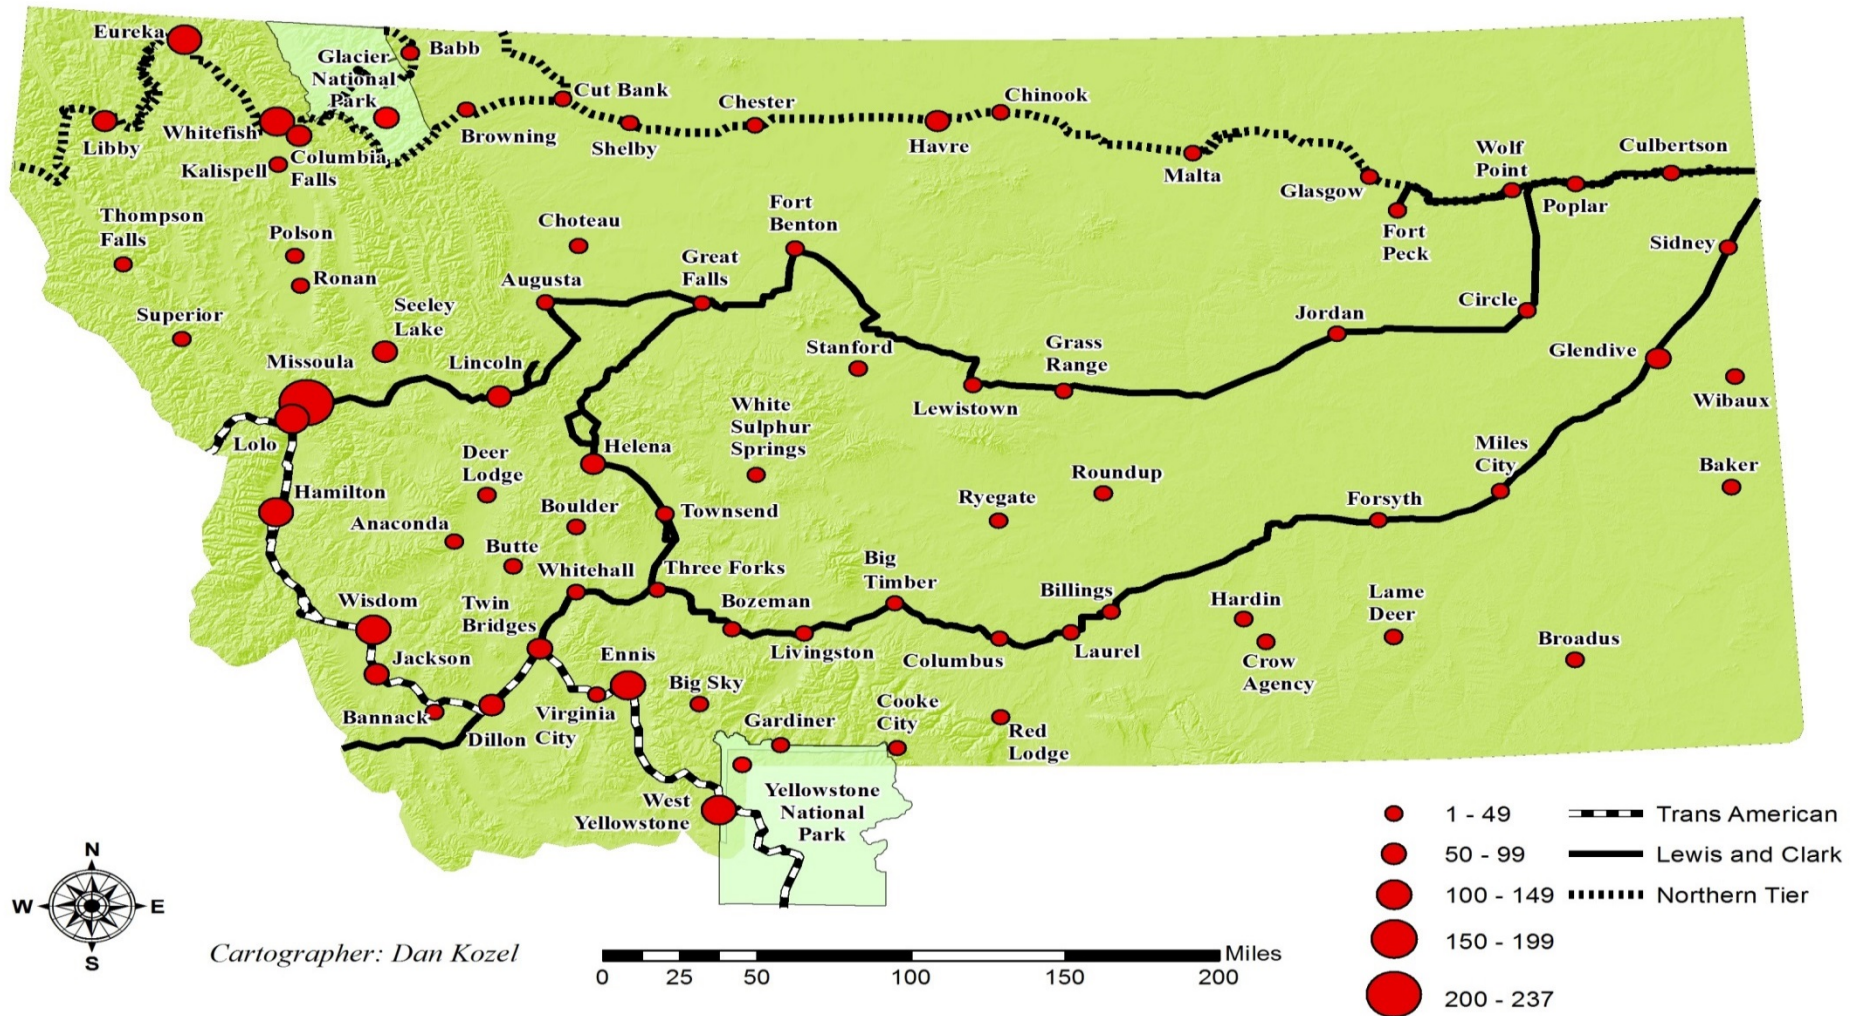 Eureka
Babb
Glacier
National
Park
Cut Bank
Chester
Chinook
Libby
Whitefish
Browning
Shelby
Havre
Columbia
Falls
Kalispell
Malta
Wolf
Point
Culbertson
Glasgow
Poplar
Fort
Peck
Thompson
Falls
Polson
Choteau
Fort
Benton
Sidney
Ronan
Augusta
Great
Falls
Superior
Seeley
Lake
Circle
Jordan
Missoula
Lincoln
Stanford
Grass
Range
Glendive
Lewistown
Wibaux
Lolo
White
Sulphur
Springs
Helena
Deer
Lodge
Miles
City
Hamilton
Roundup
Baker
Boulder
Townsend
Ryegate
Forsyth
Anaconda
Butte
Whitehall
Three Forks
Big
Timber
Wisdom
Twin
Bridges
Bozeman
Billings
Hardin
Lame
Deer
Jackson
Ennis
Livingston
Columbus
Laurel
Crow
Agency
Broadus
Big Sky
Bannack
Dillon
Virginia
City
Gardiner
Cooke
City
Red
Lodge
West
Yellowstone
Yellowstone
National
Park
1 - 49
Trans American
50 - 99
Lewis and Clark
100 - 149
Northern Tier
150 - 199
200 - 237
N
W
E
S
Cartographer: Dan Kozel
Miles
0 25 50 100 150 200